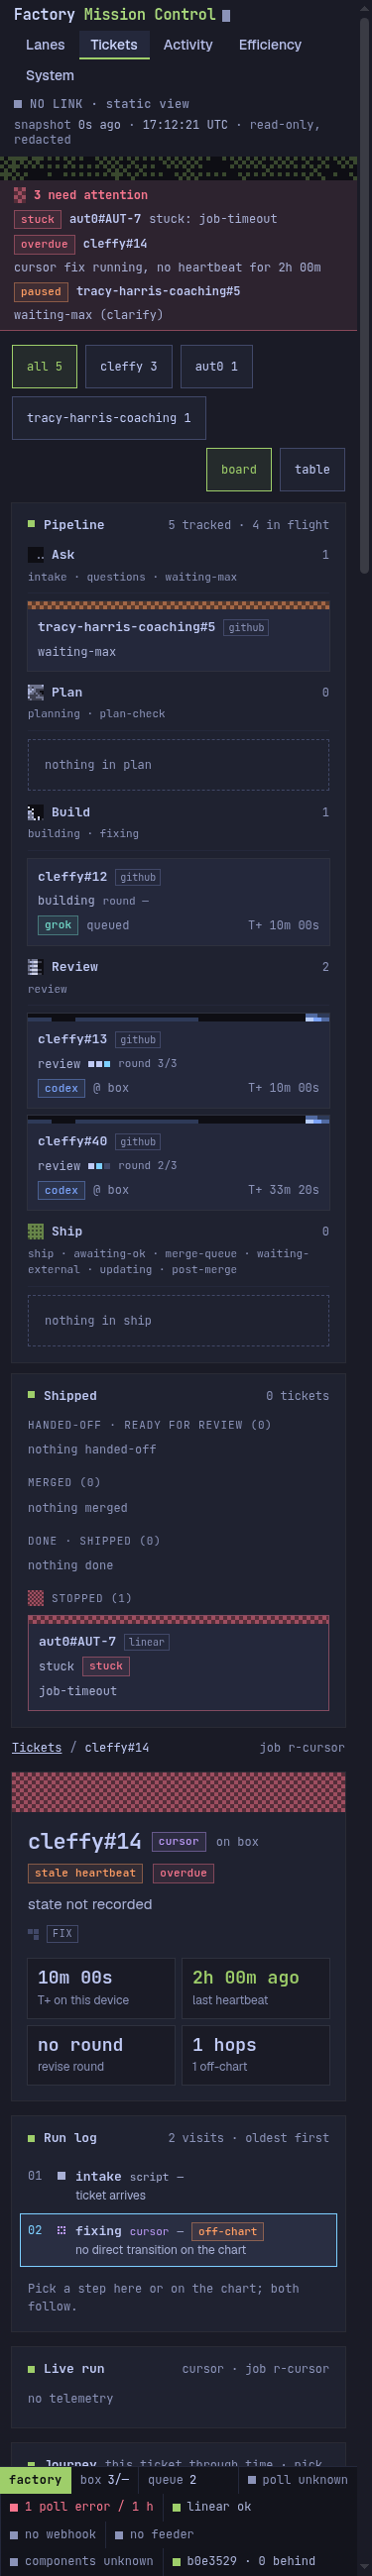 Factory Mission Control
Lanes Tickets Activity Efficiency
System
NO LINK · static view
snapshot 0s ago · 17:12:21 UTC · read-only,
redacted
3 need attention
stuck aut0#AUT-7 stuck: job-timeout
overdue cleffy#14
cursor fix running, no heartbeat for 2h 00m
paused tracy-harris-coaching#5
waiting-max (clarify)
all 5 cleffy 3 aut0 1
tracy-harris-coaching 1
board table
Pipeline 5 tracked · 4 in flight
Ask 1
intake · questions · waiting-max
tracy-harris-coaching#5 github
waiting-max
Plan 0
planning · plan-check
nothing in plan
Build 1
building · fixing
cleffy#12 github
building round —
grok queued T+ 10m 00s
Review 2
review
cleffy#13 github
review round 3/3
codex @ box T+ 10m 00s
cleffy#40 github
review round 2/3
codex @ box T+ 33m 20s
Ship 0
ship · awaiting-ok · merge-queue · waiting-
external · updating · post-merge
nothing in ship
Shipped 0 tickets
HANDED-OFF · READY FOR REVIEW (0)
nothing handed-off
MERGED (0)
nothing merged
DONE · SHIPPED (0)
nothing done
STOPPED (1)
aut0#AUT-7 linear
stuck stuck
job-timeout
Tickets / cleffy#14 job r-cursor
cleffy#14 cursor on box
stale heartbeat overdue
state not recorded
FIX
10m 00s 2h 00m ago
T+ on this device last heartbeat
no round 1 hops
revise round 1 off-chart
Run log 2 visits · oldest first
01 intake script —
ticket arrives
02 fixing cursor — off-chart
no direct transition on the chart
Pick a step here or on the chart; both
follow.
Live run cursor · job r-cursor
no telemetry
Journey this ticket through time · pick
factory box 3/— queue 2 poll unknown
1 poll error / 1 h linear ok
no webhook no feeder
components unknown b0e3529 · 0 behind